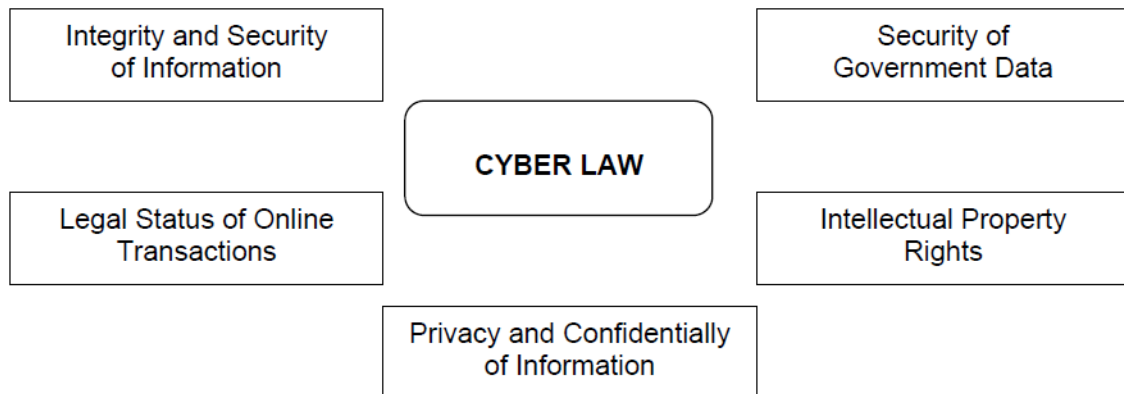 Integrity and Security
of Information
Security of
Government Data
CYBER LAW
Legal Status of Online
Transactions
Intellectual Property
Rights
Privacy and Confidentially
of Information